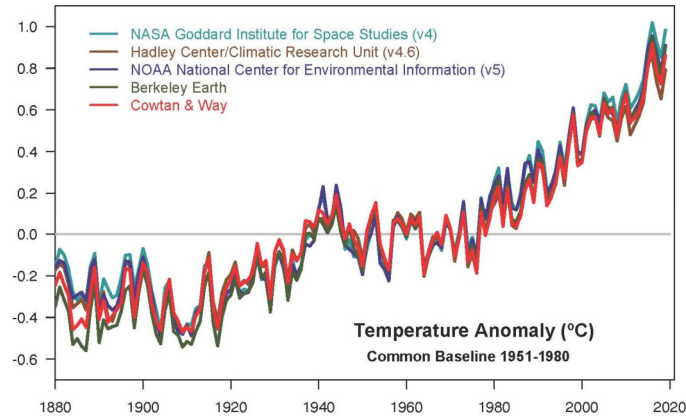 1.0
0.8
0.6
0.4
0.2
0.0
-0.2
-0.4
-0.6
NASA Goddard Institute for Space Studies (v4)
Hadley Center/Climatic Research Unit (v4.6)
NOAA National Center for Environmental Information (v5)
Berkeley Earth
Cowtan & Way
Temperature Anomaly (ºC)
Common Baseline 1951-1980
1880 1900 1920 1940 1960 1980 2000 2020